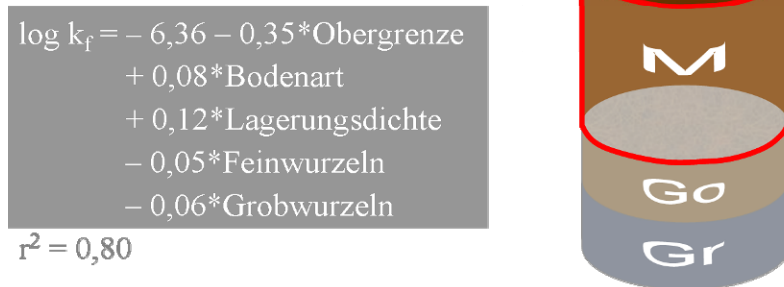 log k_f = – 6,36 – 0,35*Obergrenze
+ 0,08*Bodenart
+ 0,12*Lagerungsdichte
– 0,05*Feinwurzeln
– 0,06*Grobwurzeln
r² = 0,80
M
Go
Gr